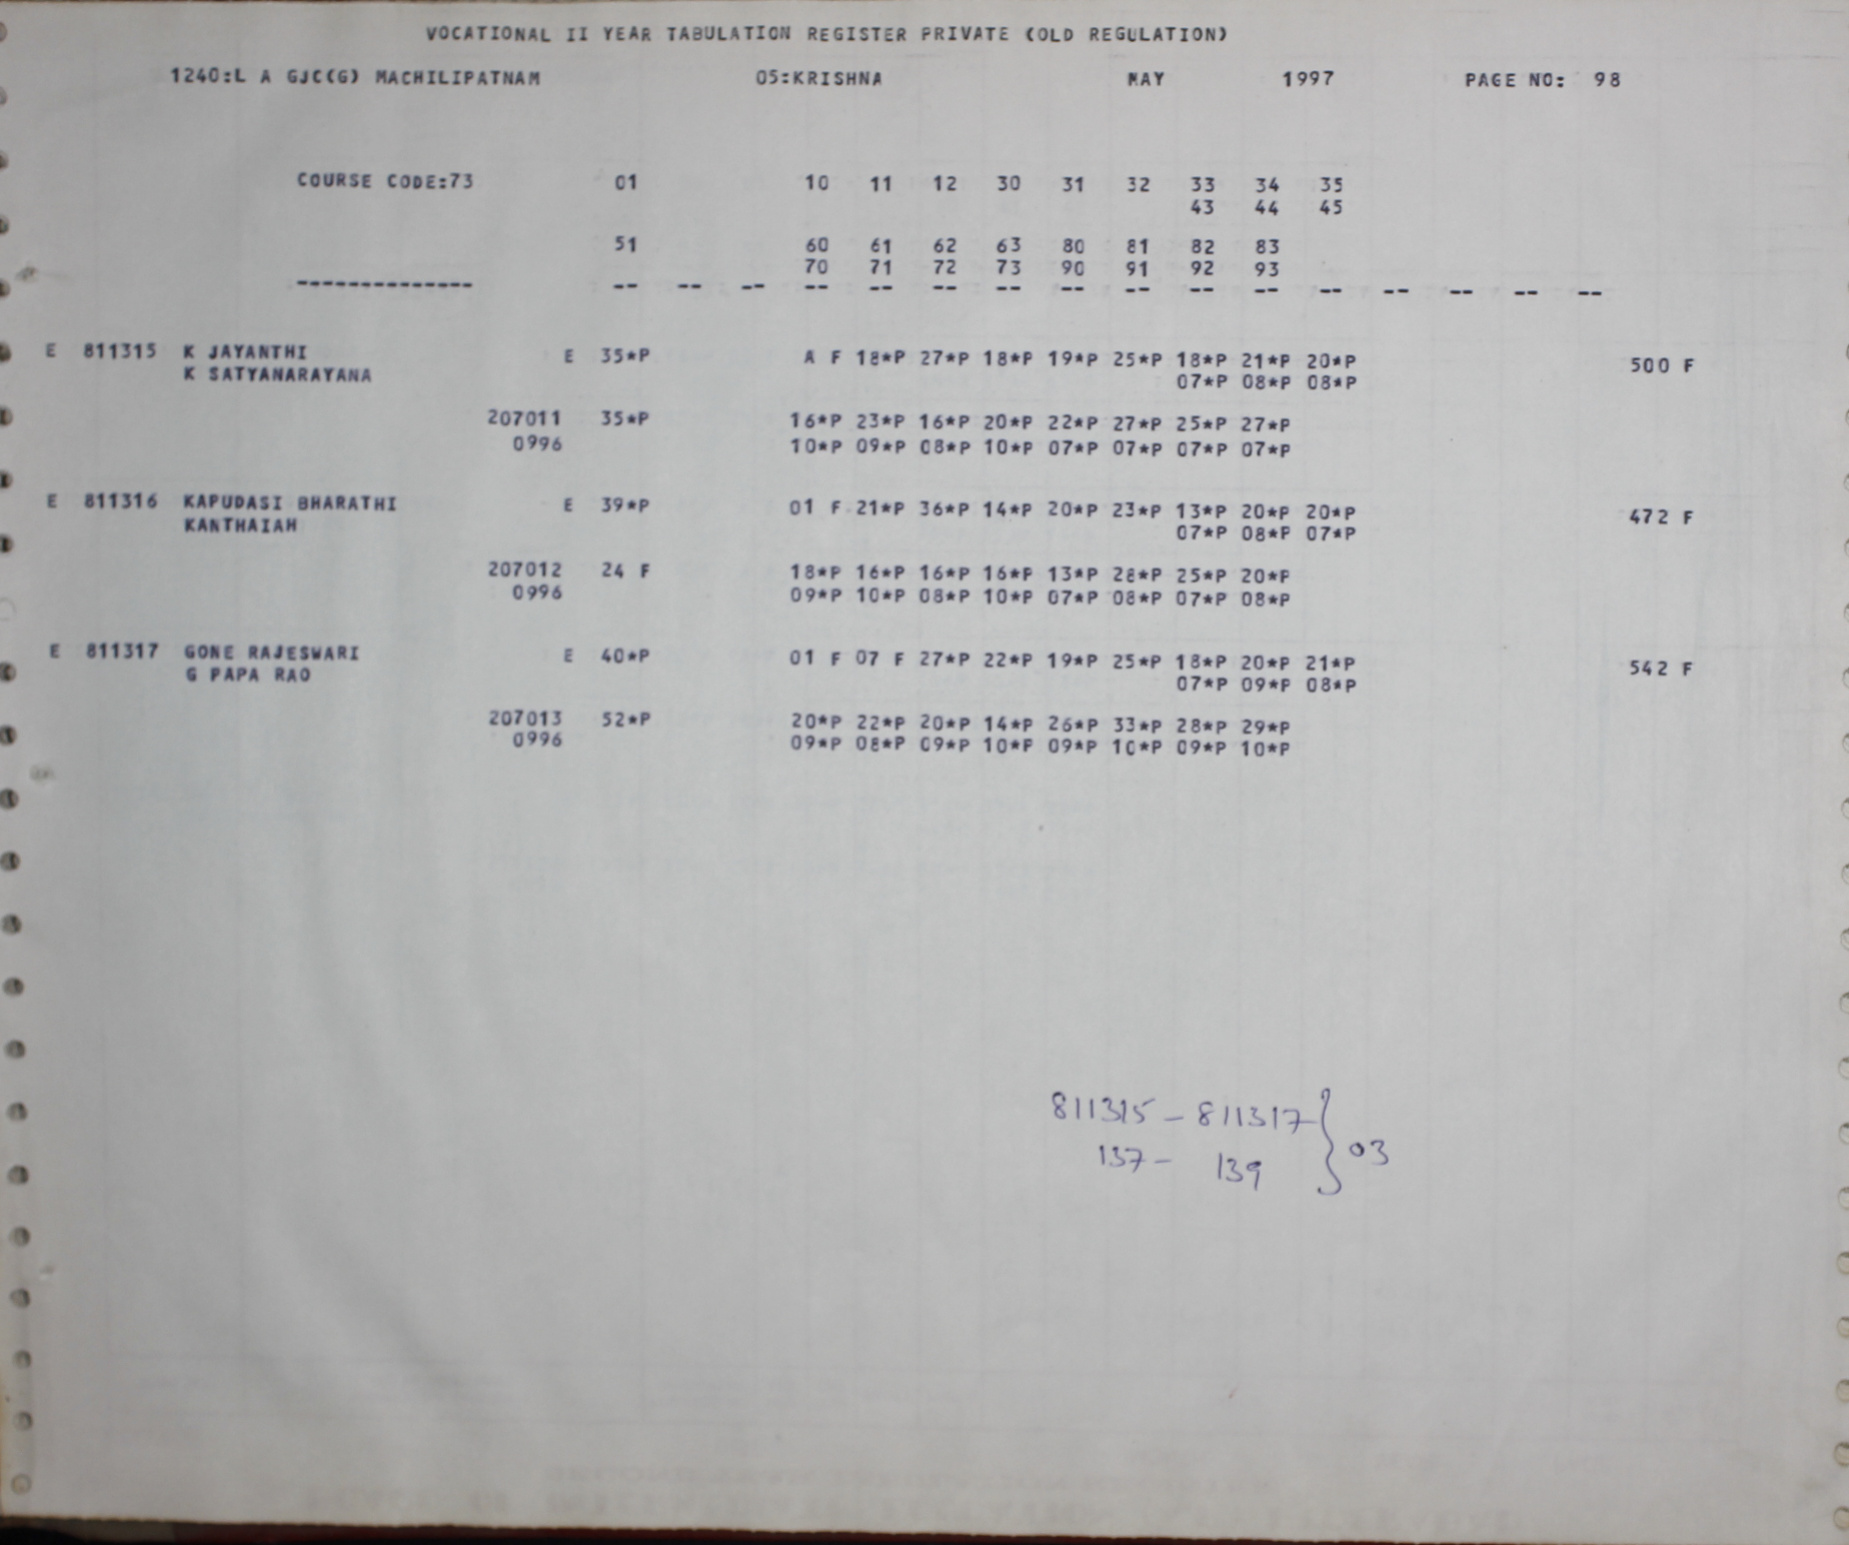 VOCATIONAL II YEAR TABULATION REGISTER PRIVATE (OLD REGULATION)
1240:L A GJC(G) MACHILIPATNAM 05:KRISHNA MAY 1997 PAGE NO: 98
COURSE CODE:73 01 10 11 12 30 31 32 33 34 35
43 44 45
51 60 61 62 63 80 81 82 83
70 71 72 73 90 91 92 93
-------------- -- -- -- -- -- -- -- -- -- -- -- -- -- -- -- --
E 811315 K JAYANTHI E 35*P A F 18*P 27*P 18*P 19*P 25*P 18*P 21*P 20*P 500 F
K SATYANARAYANA 07*P 08*P 08*P
207011 35*P 16*P 23*P 16*P 20*P 22*P 27*P 25*P 27*P
0996 10*P 09*P 08*P 10*P 07*P 07*P 07*P 07*P
E 811316 KAPUDASI BHARATHI E 39*P 01 F 21*P 36*P 14*P 20*P 23*P 13*P 20*P 20*P 472 F
KANTHAIAH 07*P 08*P 07*P
207012 24 F 18*P 16*P 16*P 16*P 13*P 28*P 25*P 20*P
0996 09*P 10*P 08*P 10*P 07*P 08*P 07*P 08*P
E 811317 GONE RAJESWARI E 40*P 01 F 07 F 27*P 22*P 19*P 25*P 18*P 20*P 21*P 542 F
G PAPA RAO 07*P 09*P 08*P
207013 52*P 20*P 22*P 20*P 14*P 26*P 33*P 28*P 29*P
0996 09*P 08*P 09*P 10*P 09*P 10*P 09*P 10*P
811315 - 811317 } 03
137 - 139